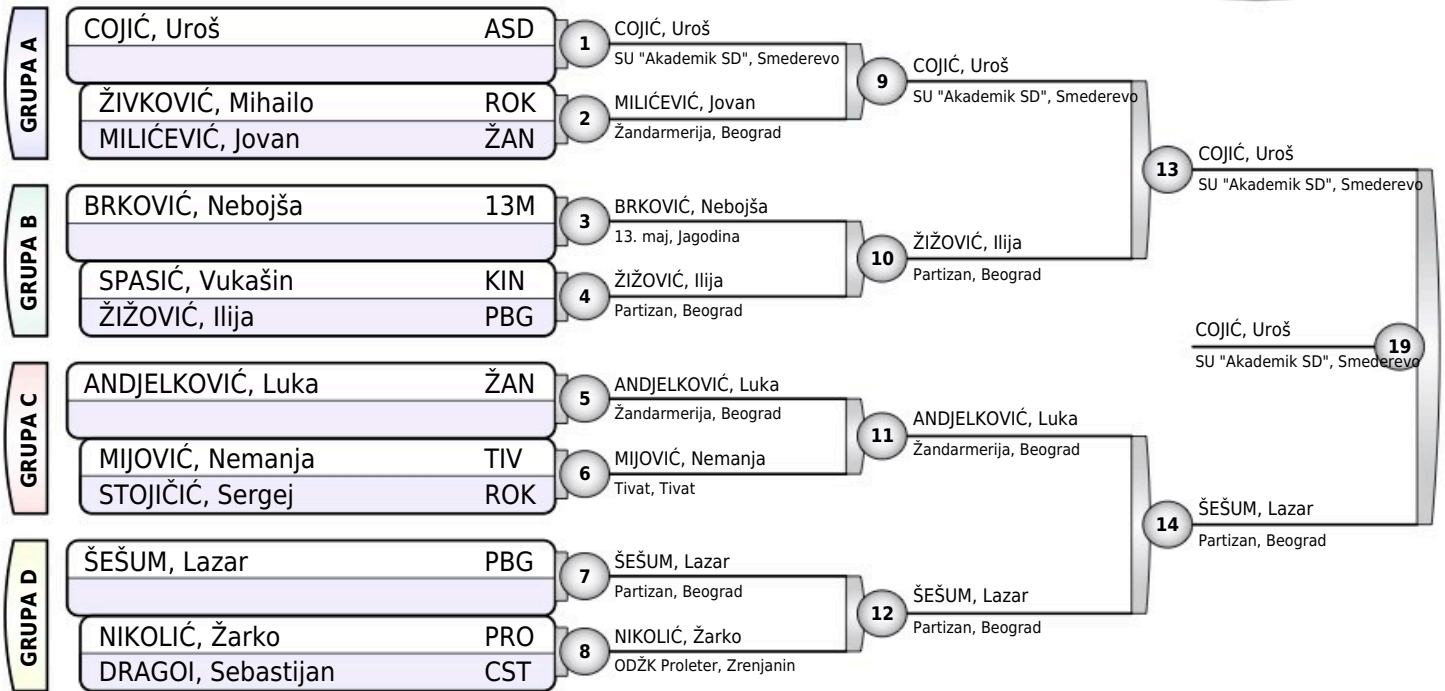 GRUPA A
COJIĆ, Uroš ASD
ŽIVKOVIĆ, Mihailo ROK
MILIĆEVIĆ, Jovan ŽAN
GRUPA B
BRKOVIĆ, Nebojša 13M
SPASIĆ, Vukašin KIN
ŽIŽOVIĆ, Ilija PBG
GRUPA C
ANDJELKOVIĆ, Luka ŽAN
MIJOVIĆ, Nemanja TIV
STOJIČIĆ, Sergej ROK
GRUPA D
ŠEŠUM, Lazar PBG
NIKOLIĆ, Žarko PRO
DRAGOI, Sebastijan CST
1
COJIĆ, Uroš
SU "Akademik SD", Smederevo
2
MILIĆEVIĆ, Jovan
Žandarmerija, Beograd
3
BRKOVIĆ, Nebojša
13. maj, Jagodina
4
ŽIŽOVIĆ, Ilija
Partizan, Beograd
5
ANDJELKOVIĆ, Luka
Žandarmerija, Beograd
6
MIJOVIĆ, Nemanja
Tivat, Tivat
7
ŠEŠUM, Lazar
Partizan, Beograd
8
NIKOLIĆ, Žarko
ODŽK Proleter, Zrenjanin
9
COJIĆ, Uroš
SU "Akademik SD", Smederevo
10
ŽIŽOVIĆ, Ilija
Partizan, Beograd
11
ANDJELKOVIĆ, Luka
Žandarmerija, Beograd
12
ŠEŠUM, Lazar
Partizan, Beograd
13
COJIĆ, Uroš
SU "Akademik SD", Smederevo
14
ŠEŠUM, Lazar
Partizan, Beograd
COJIĆ, Uroš
19
SU "Akademik SD", Smederevo